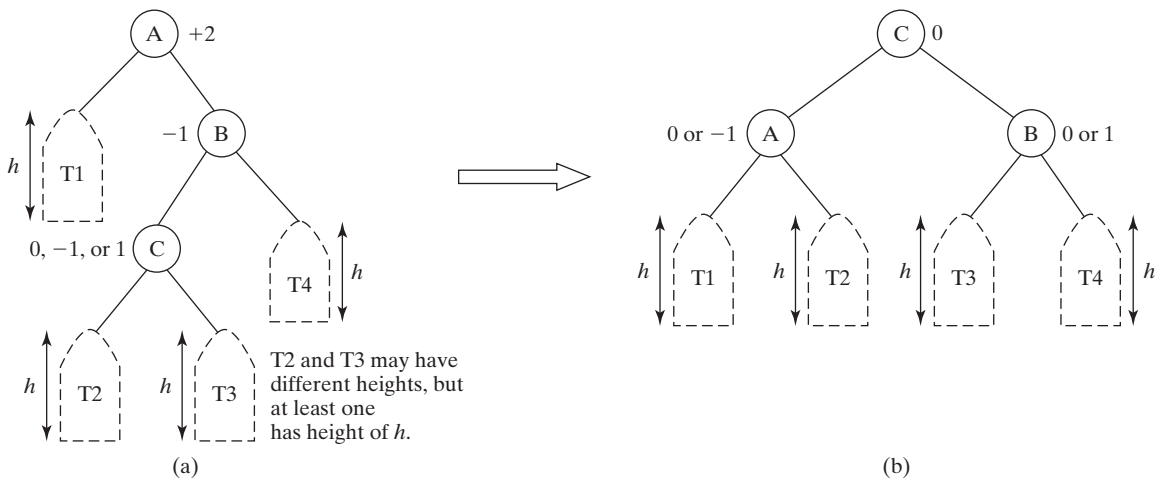 A +2
−1 B
h T1
0, −1, or 1 C
T4 h
h T2
h T3
T2 and T3 may have
different heights, but
at least one
has height of h.
(a)
C 0
0 or −1 A
B 0 or 1
h T1
h T2
h T3
T4 h
(b)